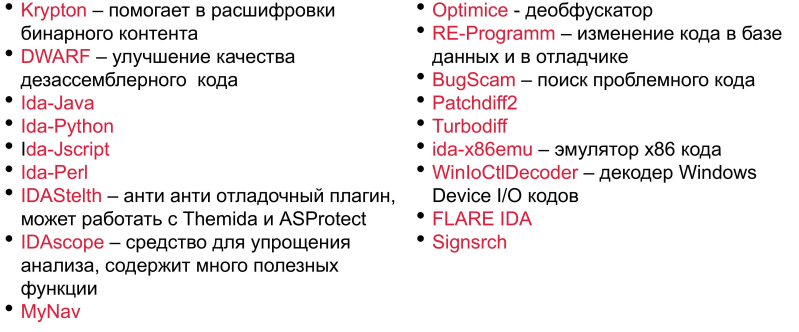 • Krypton – помогает в расшифровки
бинарного контента
• DWARF – улучшение качества
дезассемблерного кода
• Ida-Java
• Ida-Python
• Ida-Jscript
• Ida-Perl
• IDAStelth – анти анти отладочный плагин,
может работать с Themida и ASProtect
• IDAscope – средство для упрощения
анализа, содержит много полезных
функции
• MyNav
• Optimice - деобфускатор
• RE-Programm – изменение кода в базе
данных и в отладчике
• BugScam – поиск проблемного кода
• Patchdiff2
• Turbodiff
• ida-x86emu – эмулятор x86 кода
• WinIoCtlDecoder – декодер Windows
Device I/O кодов
• FLARE IDA
• Signsrch